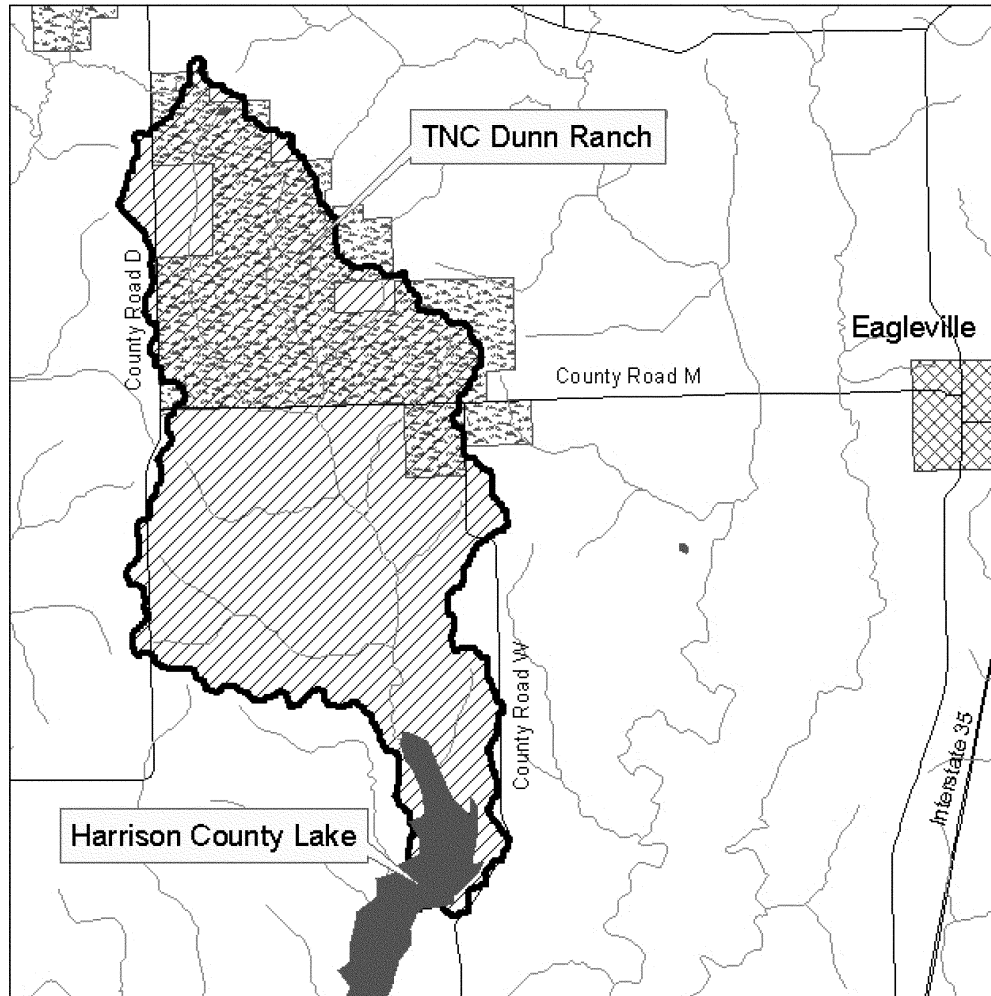 TNC Dunn Ranch
County Road D
Eagleville
County Road M
County Road W
Interstate 35
Harrison County Lake